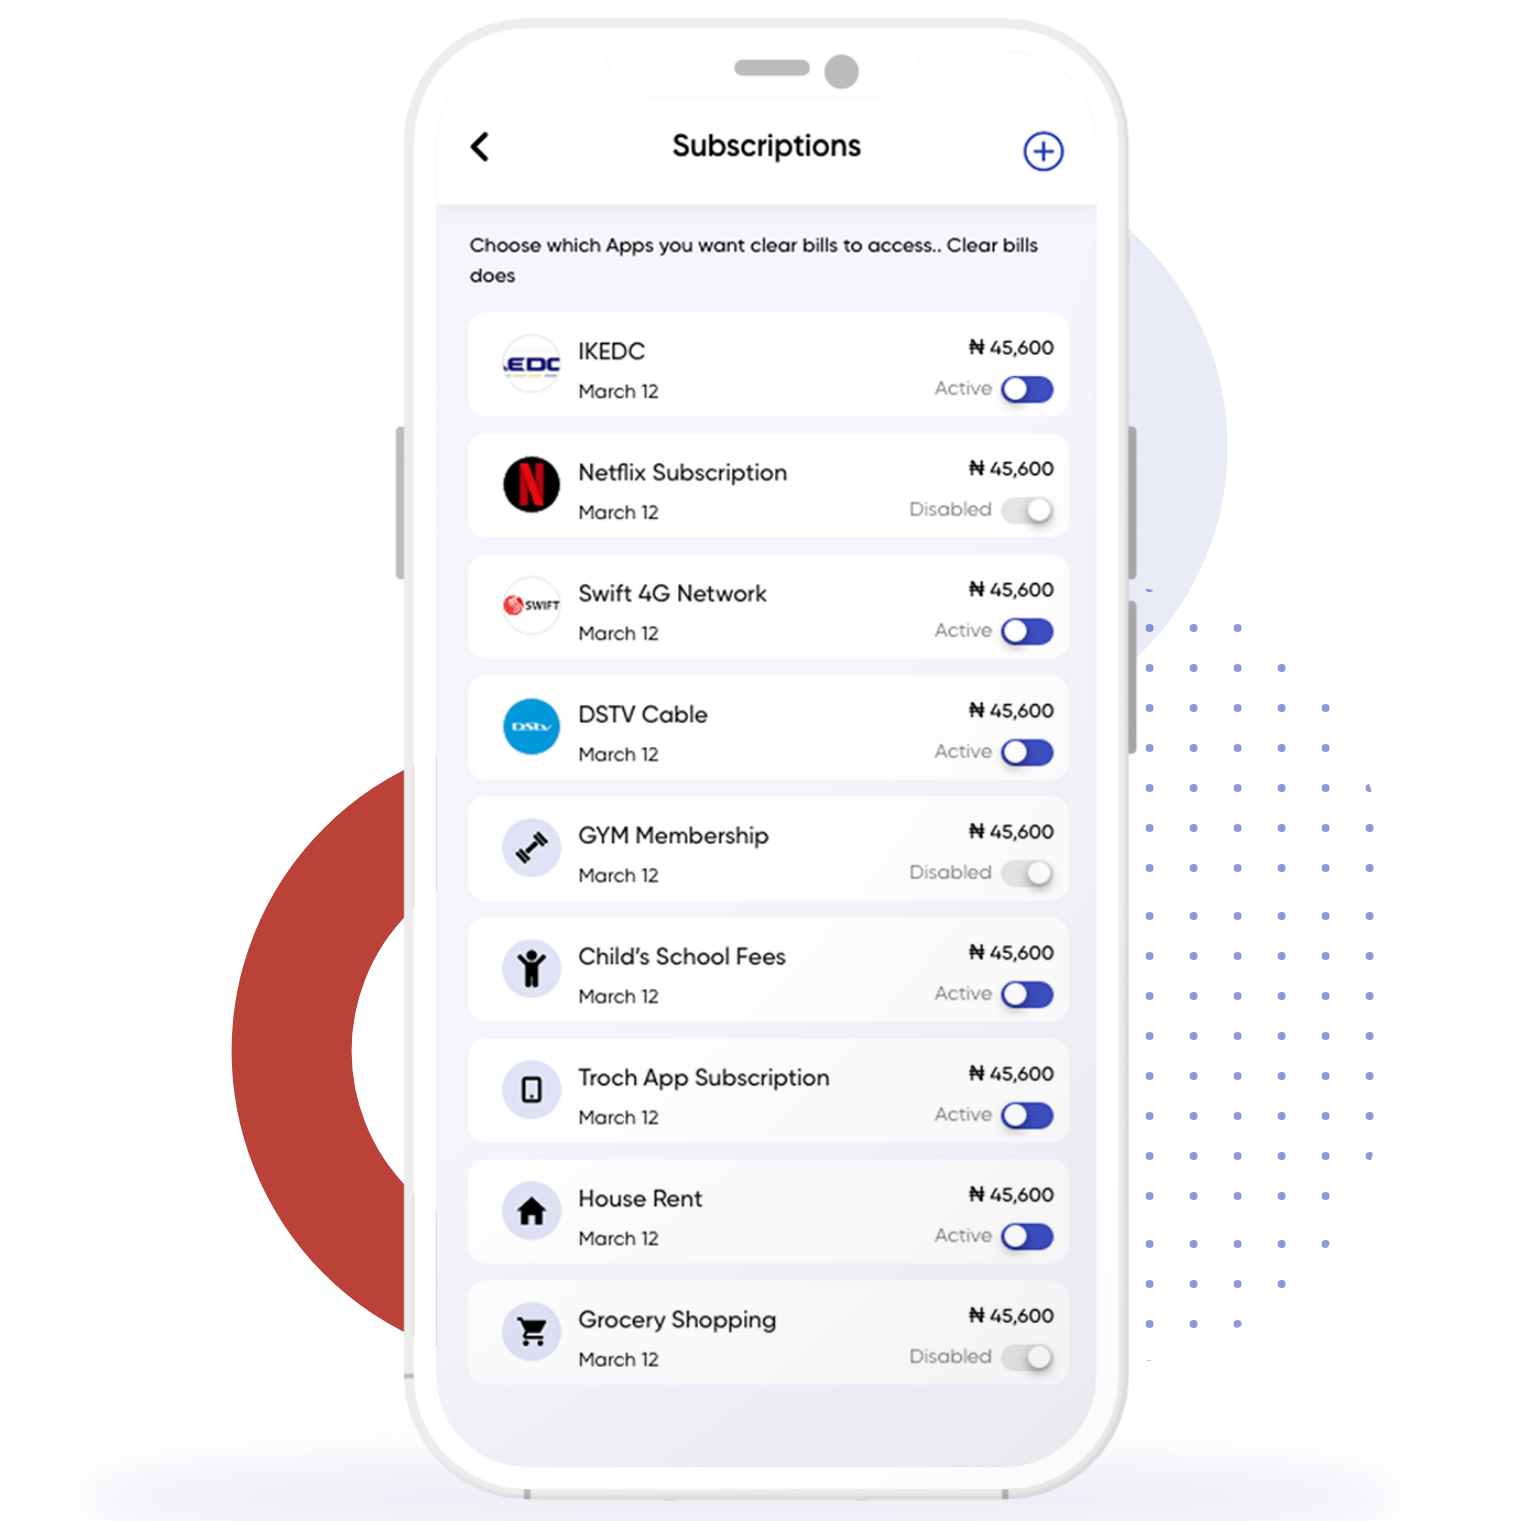 Subscriptions
Choose which Apps you want clear bills to access.. Clear bills
does
IKEDC
₦ 45,600
EDC
March 12
Active
Netflix Subscription
₦ 45,600
N
March 12
Disabled
Swift 4G Network
₦ 45,600
SWIFT
March 12
Active
DSTV Cable
₦ 45,600
DStv
March 12
Active
GYM Membership
₦ 45,600
March 12
Disabled
Child's School Fees
₦ 45,600
March 12
Active
Troch App Subscription
₦ 45,600
March 12
Active
House Rent
₦ 45,600
March 12
Active
Grocery Shopping
₦ 45,600
March 12
Disabled